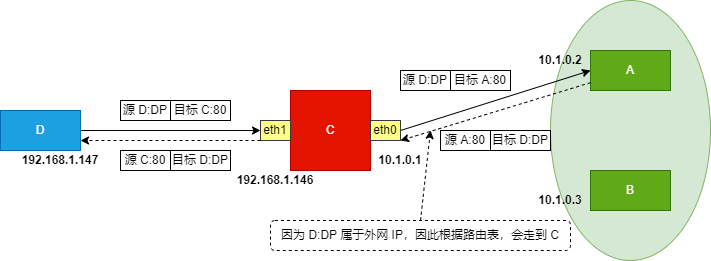 10.1.0.2
A
源 D:DP 目标 A:80
源 D:DP 目标 C:80
D
eth1
C
eth0
源 A:80 目标 D:DP
源 C:80 目标 D:DP
192.168.1.147
10.1.0.1
192.168.1.146
B
10.1.0.3
因为 D:DP 属于外网 IP，因此根据路由表，会走到 C